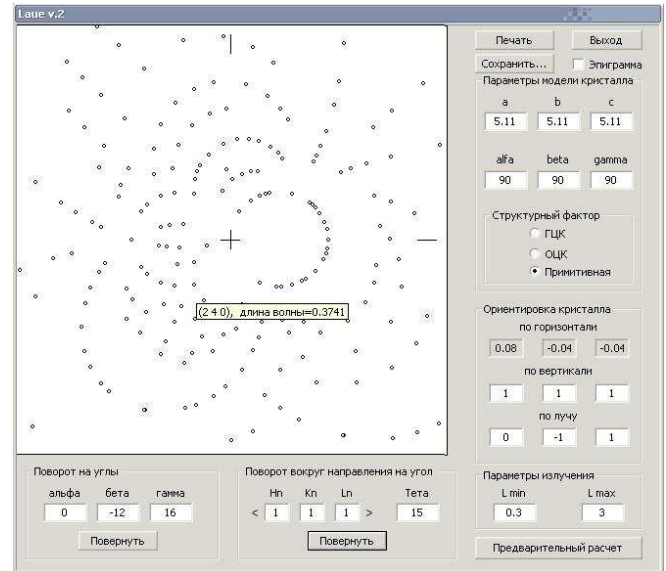 Laue v.2
Печать Выход
Сохранить... Эпиграмма
Параметры модели кристалла
a b c
5.11 5.11 5.11
alfa beta gamma
90 90 90
Структурный фактор
ГЦК
ОЦК
Примитивная
(2 4 0), длина волны=0.3741
Ориентировка кристалла
по горизонтали
0.08 -0.04 -0.04
по вертикали
1 1 1
по лучу
0 -1 1
Поворот на углы
альфа бета гамма
0 -12 16
Повернуть
Поворот вокруг направления на угол
Hn Kn Ln Тета
< 1 1 1 > 15
Повернуть
Параметры излучения
L min L max
0.3 3
Предварительный расчет